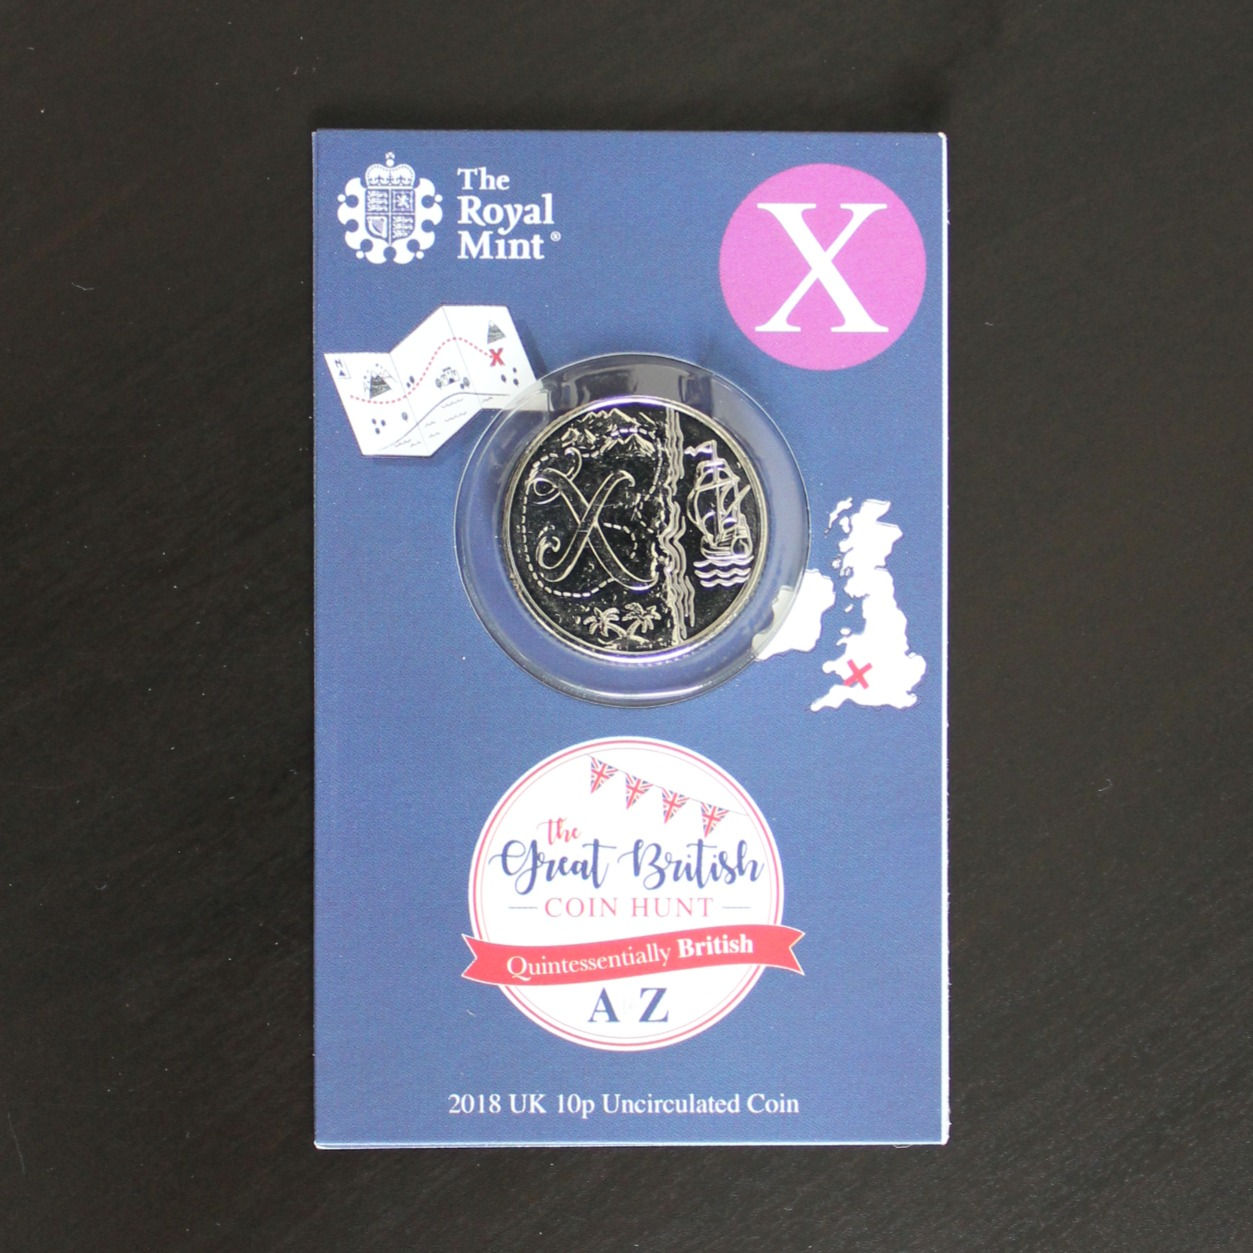 The
Royal
Mint®
X
N
X
X
X
the
Great British
COIN HUNT
Quintessentially British
A Z
2018 UK 10p Uncirculated Coin